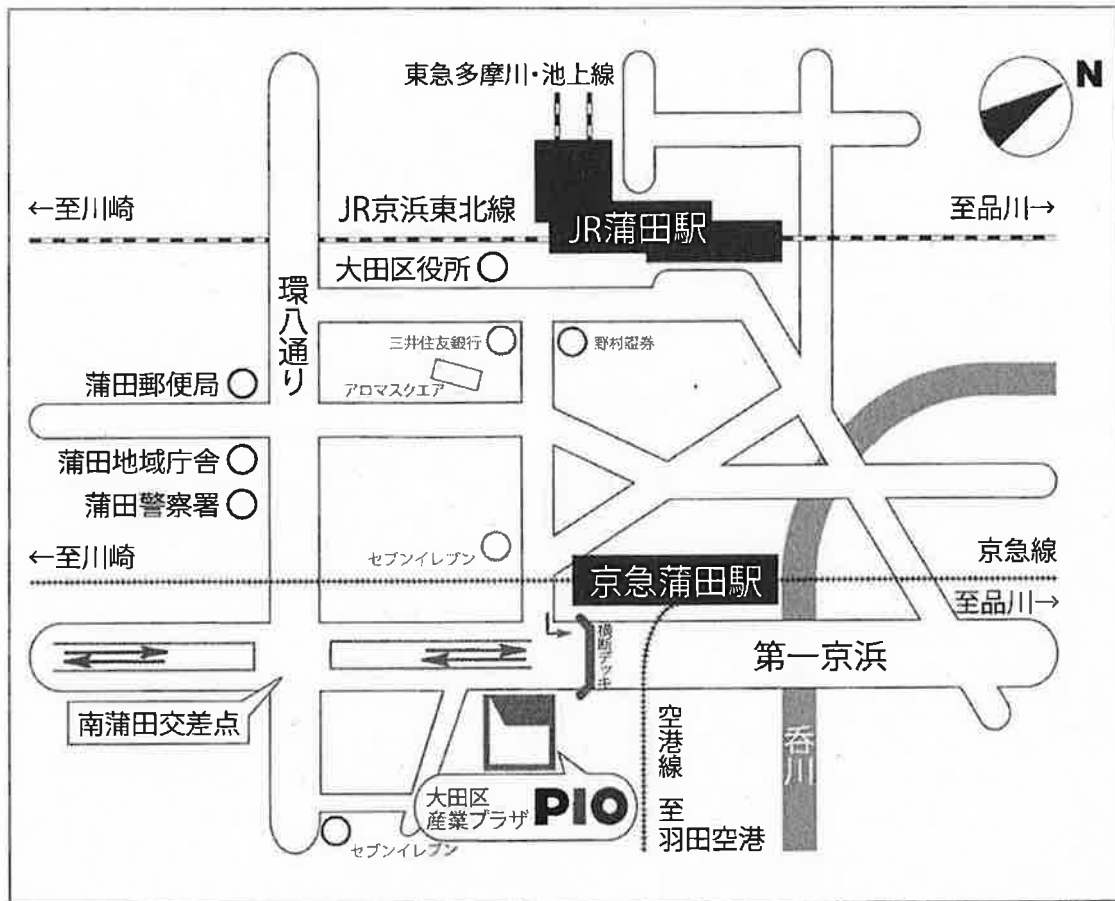 東急多摩川・池上線
N
←至川崎
JR京浜東北線
JR蒲田駅
至品川→
大田区役所
環八通り
三井住友銀行
野村證券
アロマスクエア
蒲田郵便局
蒲田地域庁舎
蒲田警察署
セブンイレブン
←至川崎
京急蒲田駅
京急線
至品川→
横断デッキ
第一京浜
南蒲田交差点
空港線 至
羽田空港
呑川
大田区
産業プラザ PIO
セブンイレブン